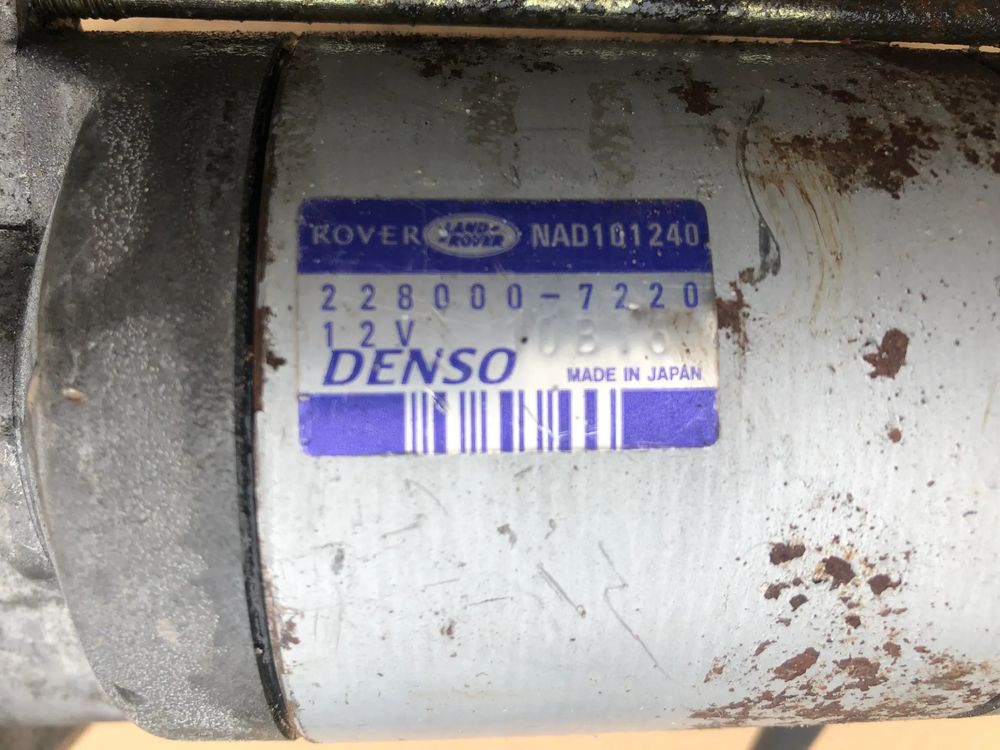 ROVER LAND ROVER NAD101240
228000-7220
12V
DENSO MADE IN JAPAN